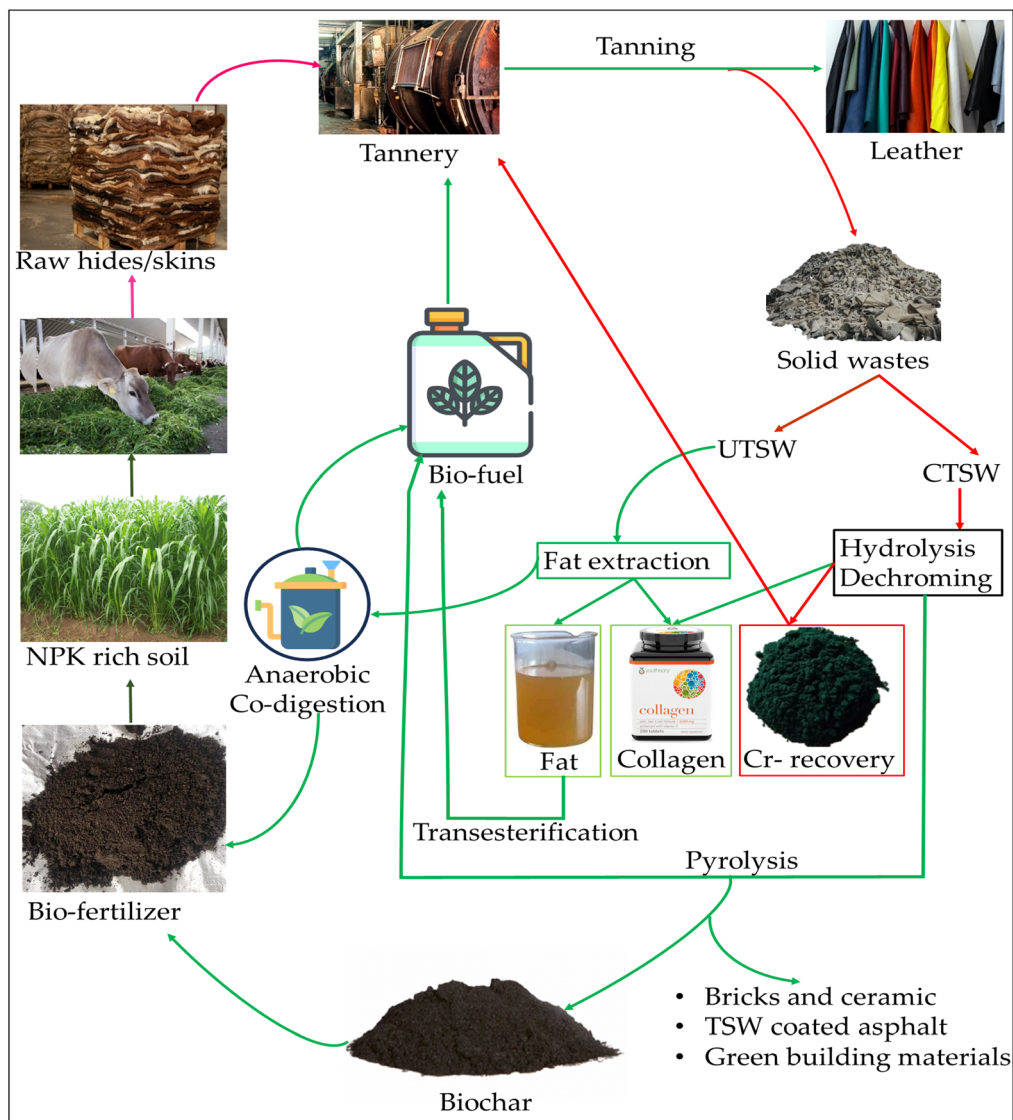 Tanning
Tannery
Leather
Raw hides/skins
Solid wastes
UTSW
CTSW
Bio-fuel
Hydrolysis
Dechroming
Fat extraction
NPK rich soil
Anaerobic
Co-digestion
youtheory
collagen
Fat
Collagen
Cr- recovery
Transesterification
Pyrolysis
Bio-fertilizer
• Bricks and ceramic
• TSW coated asphalt
• Green building materials
Biochar